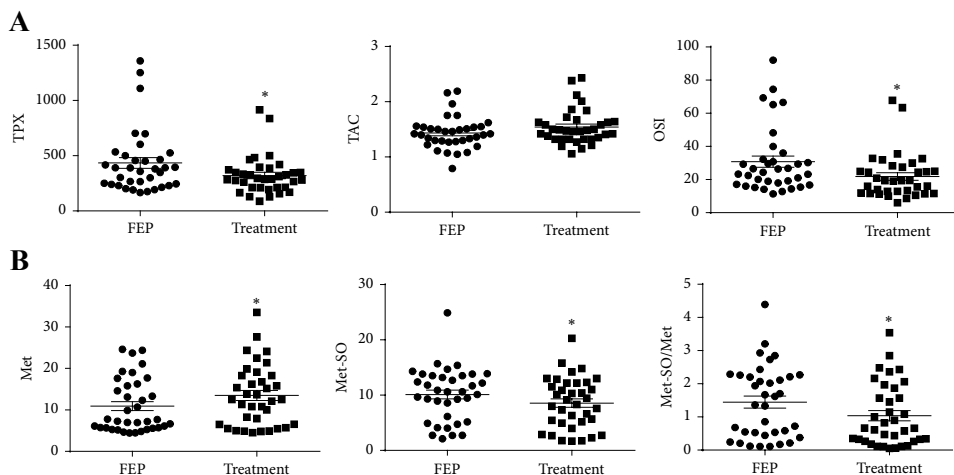 A
TPX
1500
1000
500
0
*
FEP
Treatment
TAC
3
2
1
0
FEP
Treatment
OSI
100
80
60
40
20
0
*
FEP
Treatment
B
Met
40
30
20
10
0
*
FEP
Treatment
Met-SO
30
20
10
0
*
FEP
Treatment
Met-SO/Met
5
4
3
2
1
0
*
FEP
Treatment